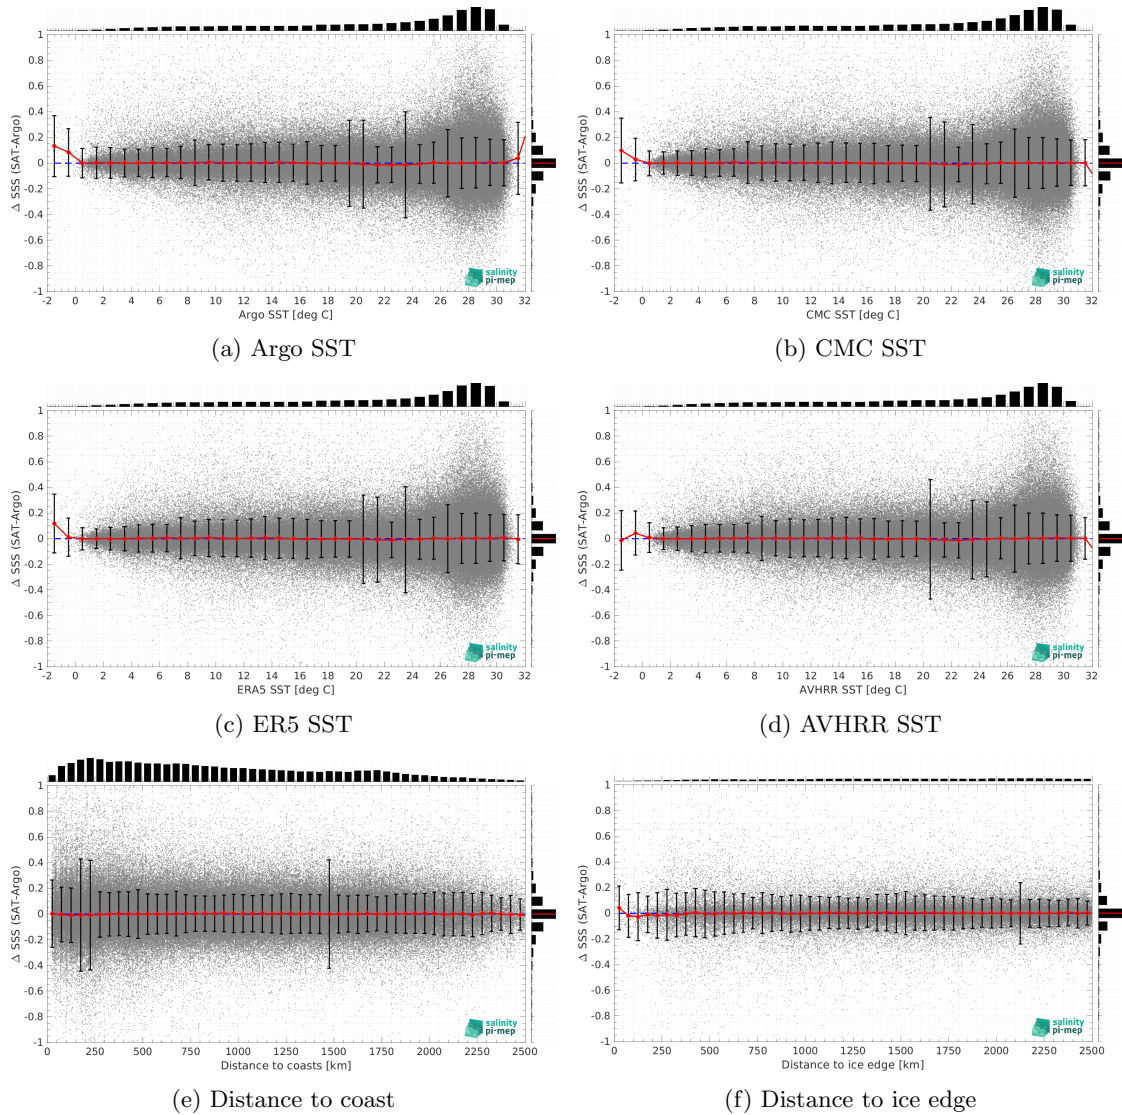 1
0.8
0.6
0.4
0.2
0
-0.2
-0.4
-0.6
-0.8
-1
Δ SSS (SAT-Argo)
salinity
pi-mep
-2 0 2 4 6 8 10 12 14 16 18 20 22 24 26 28 30 32
Argo SST [deg C]
(a) Argo SST
1
0.8
0.6
0.4
0.2
0
-0.2
-0.4
-0.6
-0.8
-1
Δ SSS (SAT-Argo)
salinity
pi-mep
-2 0 2 4 6 8 10 12 14 16 18 20 22 24 26 28 30 32
CMC SST [deg C]
(b) CMC SST
1
0.8
0.6
0.4
0.2
0
-0.2
-0.4
-0.6
-0.8
-1
Δ SSS (SAT-Argo)
salinity
pi-mep
-2 0 2 4 6 8 10 12 14 16 18 20 22 24 26 28 30 32
ERA5 SST [deg C]
(c) ER5 SST
1
0.8
0.6
0.4
0.2
0
-0.2
-0.4
-0.6
-0.8
-1
Δ SSS (SAT-Argo)
salinity
pi-mep
-2 0 2 4 6 8 10 12 14 16 18 20 22 24 26 28 30 32
AVHRR SST [deg C]
(d) AVHRR SST
1
0.8
0.6
0.4
0.2
0
-0.2
-0.4
-0.6
-0.8
-1
Δ SSS (SAT-Argo)
salinity
pi-mep
0 250 500 750 1000 1250 1500 1750 2000 2250 2500
Distance to coasts [km]
(e) Distance to coast
1
0.8
0.6
0.4
0.2
0
-0.2
-0.4
-0.6
-0.8
-1
Δ SSS (SAT-Argo)
salinity
pi-mep
0 250 500 750 1000 1250 1500 1750 2000 2250 2500
Distance to ice edge [km]
(f) Distance to ice edge